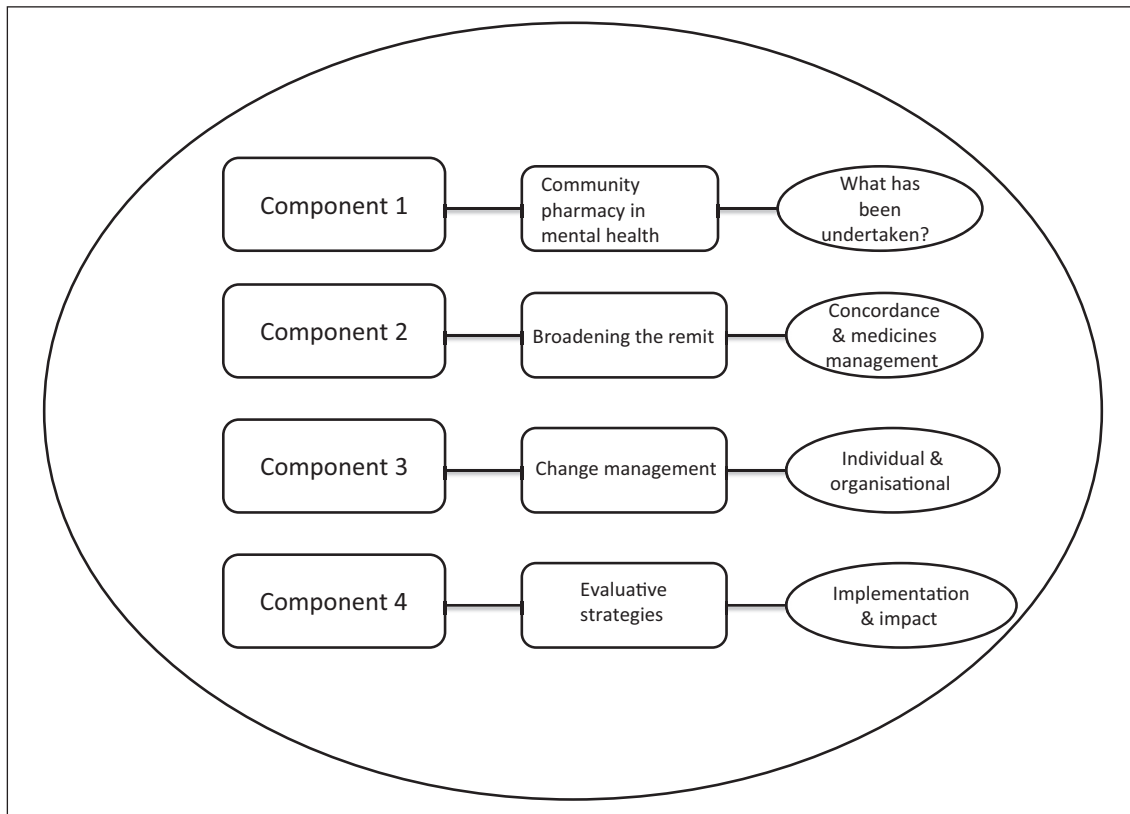 Component 1
Community
pharmacy in
mental health
What has
been
undertaken?
Component 2
Broadening the remit
Concordance
& medicines
management
Component 3
Change management
Individual &
organisational
Component 4
Evaluative
strategies
Implementation
& impact